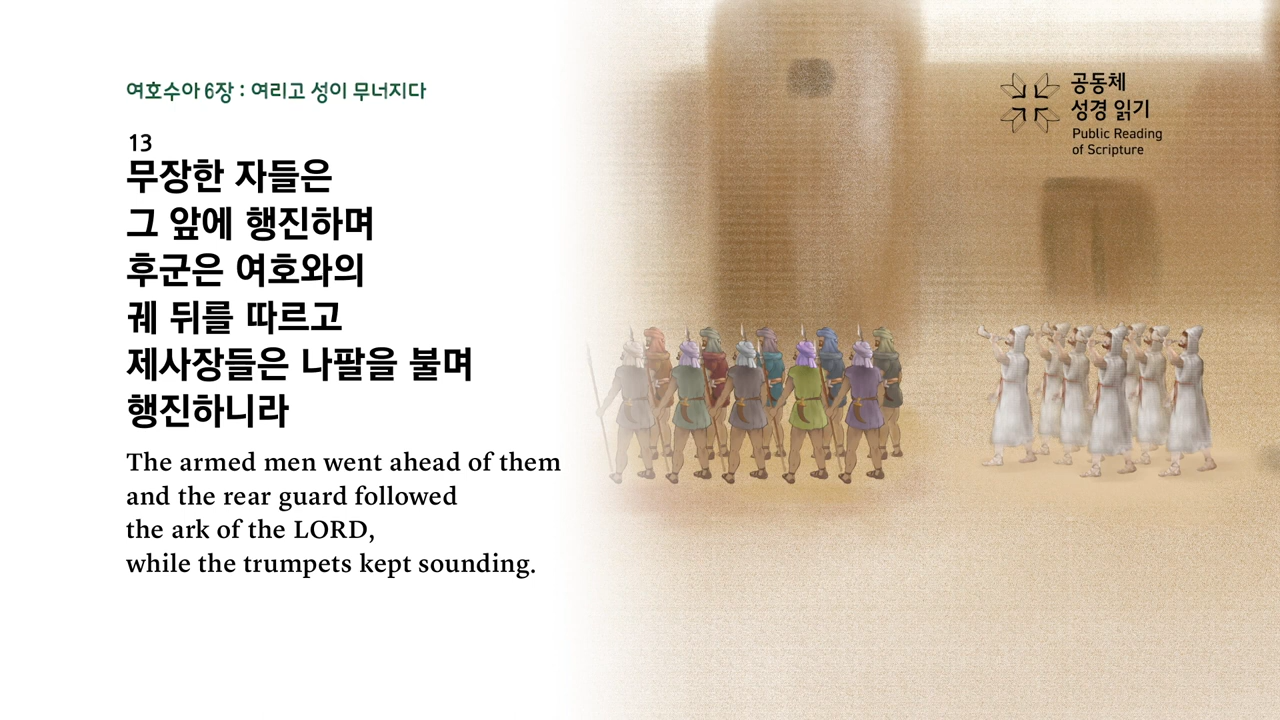 여호수아 6장 : 여리고 성이 무너지다
공동체
성경 읽기
Public Reading
of Scripture
13
무장한 자들은
그 앞에 행진하며
후군은 여호와의
궤 뒤를 따르고
제사장들은 나팔을 불며
행진하니라
The armed men went ahead of them
and the rear guard followed
the ark of the LORD,
while the trumpets kept sounding.